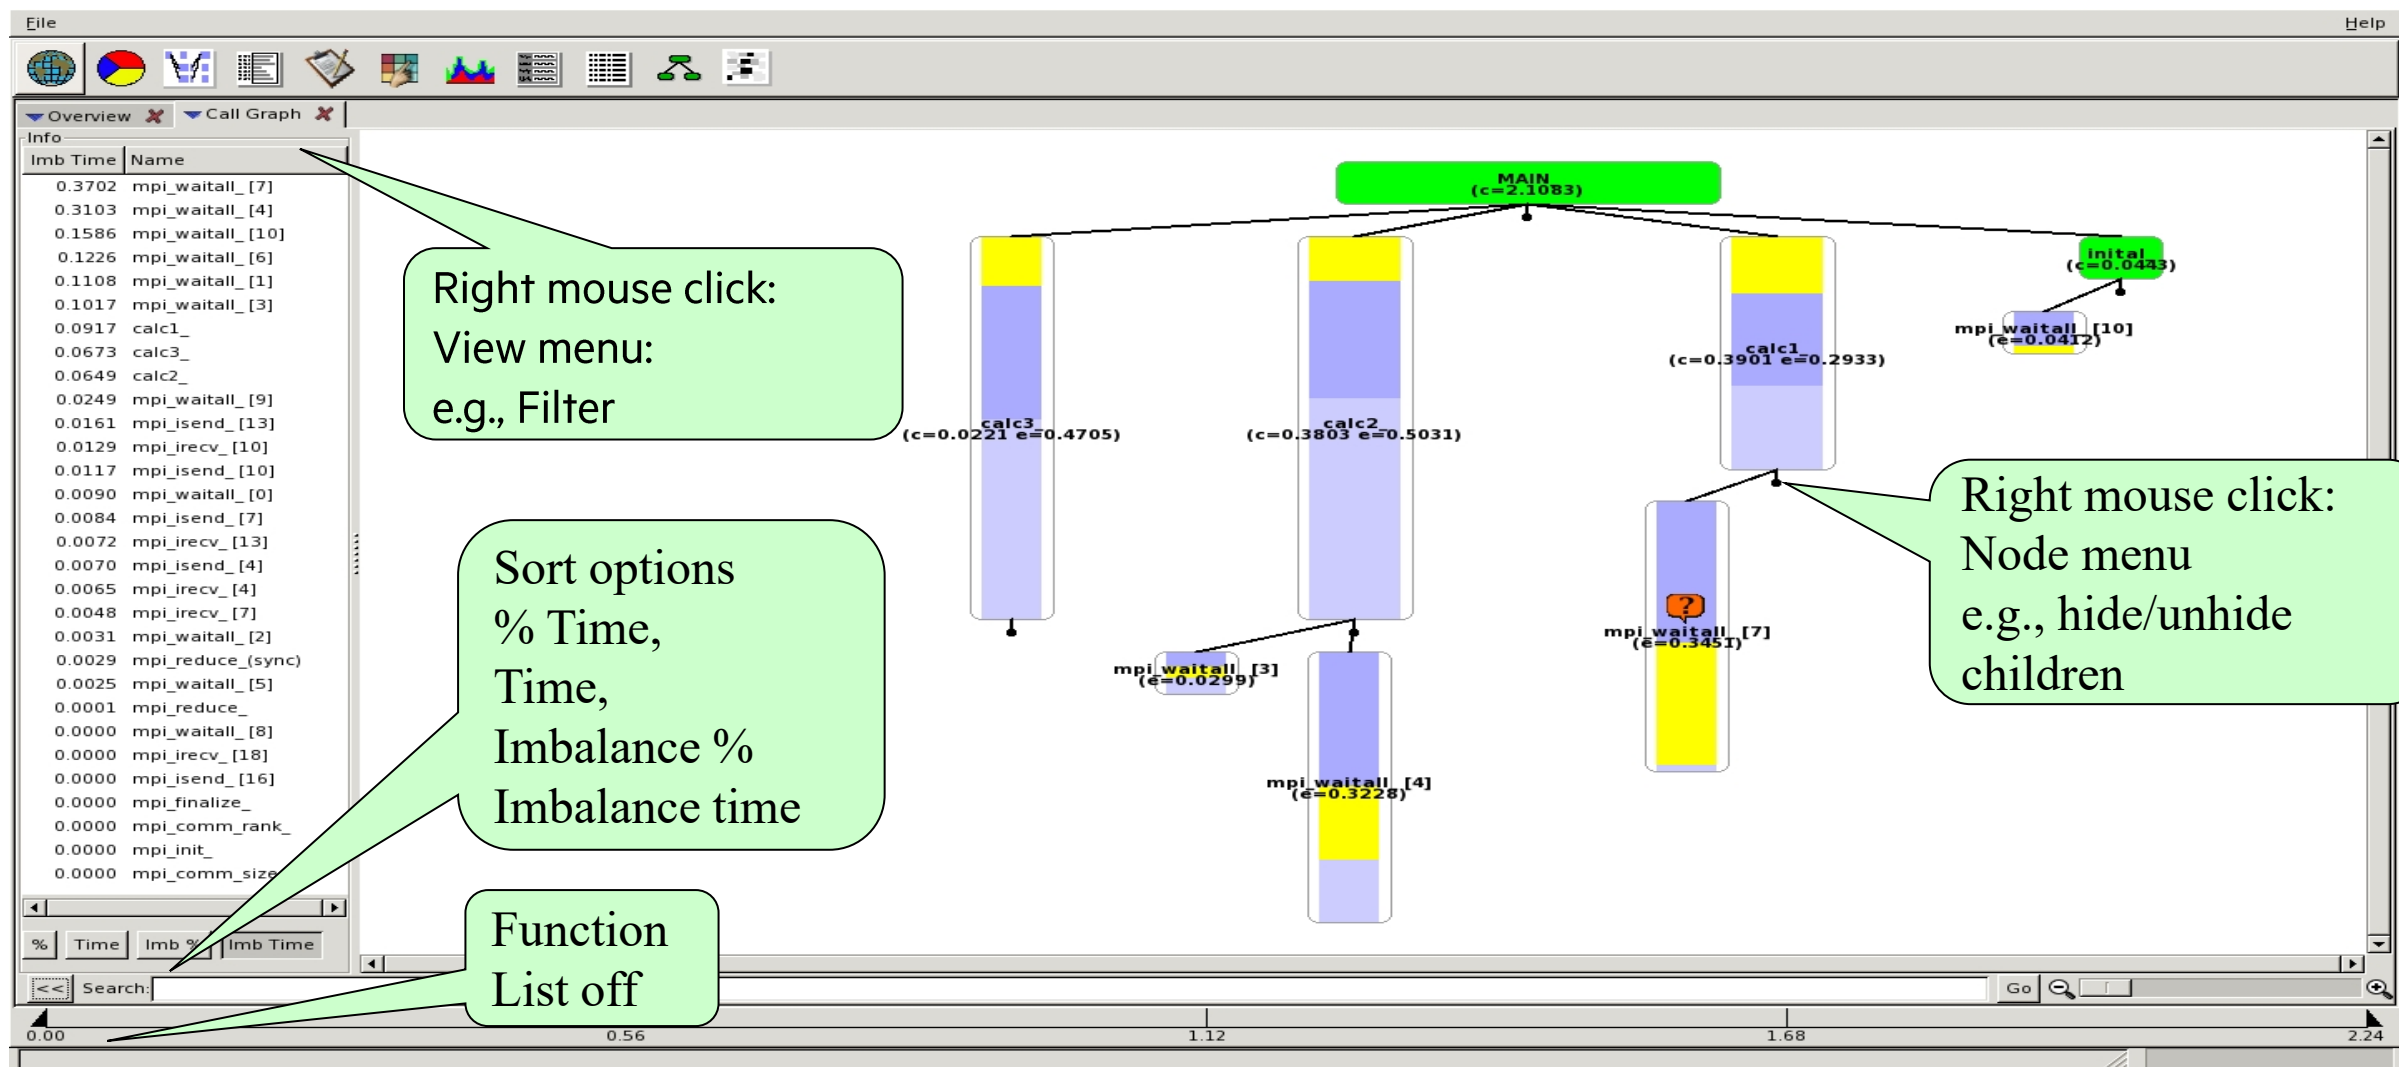 File
Help
Overview
Call Graph
Info
Imb Time Name
0.3702 mpi_waitall_ [7]
0.3103 mpi_waitall_ [4]
0.1586 mpi_waitall_ [10]
0.1226 mpi_waitall_ [6]
0.1108 mpi_waitall_ [1]
0.1017 mpi_waitall_ [3]
0.0917 calc1_
0.0673 calc3_
0.0649 calc2_
0.0249 mpi_waitall_ [9]
0.0161 mpi_isend_ [13]
0.0129 mpi_irecv_ [10]
0.0117 mpi_isend_ [10]
0.0090 mpi_waitall_ [0]
0.0084 mpi_isend_ [7]
0.0072 mpi_irecv_ [13]
0.0070 mpi_isend_ [4]
0.0065 mpi_irecv_ [4]
0.0048 mpi_irecv_ [7]
0.0031 mpi_waitall_ [2]
0.0029 mpi_reduce_(sync)
0.0025 mpi_waitall_ [5]
0.0001 mpi_reduce_
0.0000 mpi_waitall_ [8]
0.0000 mpi_irecv_ [18]
0.0000 mpi_isend_ [16]
0.0000 mpi_finalize_
0.0000 mpi_comm_rank_
0.0000 mpi_init_
0.0000 mpi_comm_size
% Time Imb % Imb Time
<< Search:
Go
Right mouse click:
View menu:
e.g., Filter
Sort options
% Time,
Time,
Imbalance %
Imbalance time
Function
List off
MAIN_
(c=2.1083)
calc3_
(c=0.0221 e=0.4705)
calc2_
(c=0.3803 e=0.5031)
calc1_
(c=0.3901 e=0.2933)
inital_
(c=0.0443)
mpi_waitall_ [10]
(e=0.0412)
mpi_waitall_ [3]
(e=0.0299)
mpi_waitall_ [4]
(e=0.3228)
?
mpi_waitall_ [7]
(e=0.3451)
Right mouse click:
Node menu
e.g., hide/unhide
children
0.00 0.56 1.12 1.68 2.24